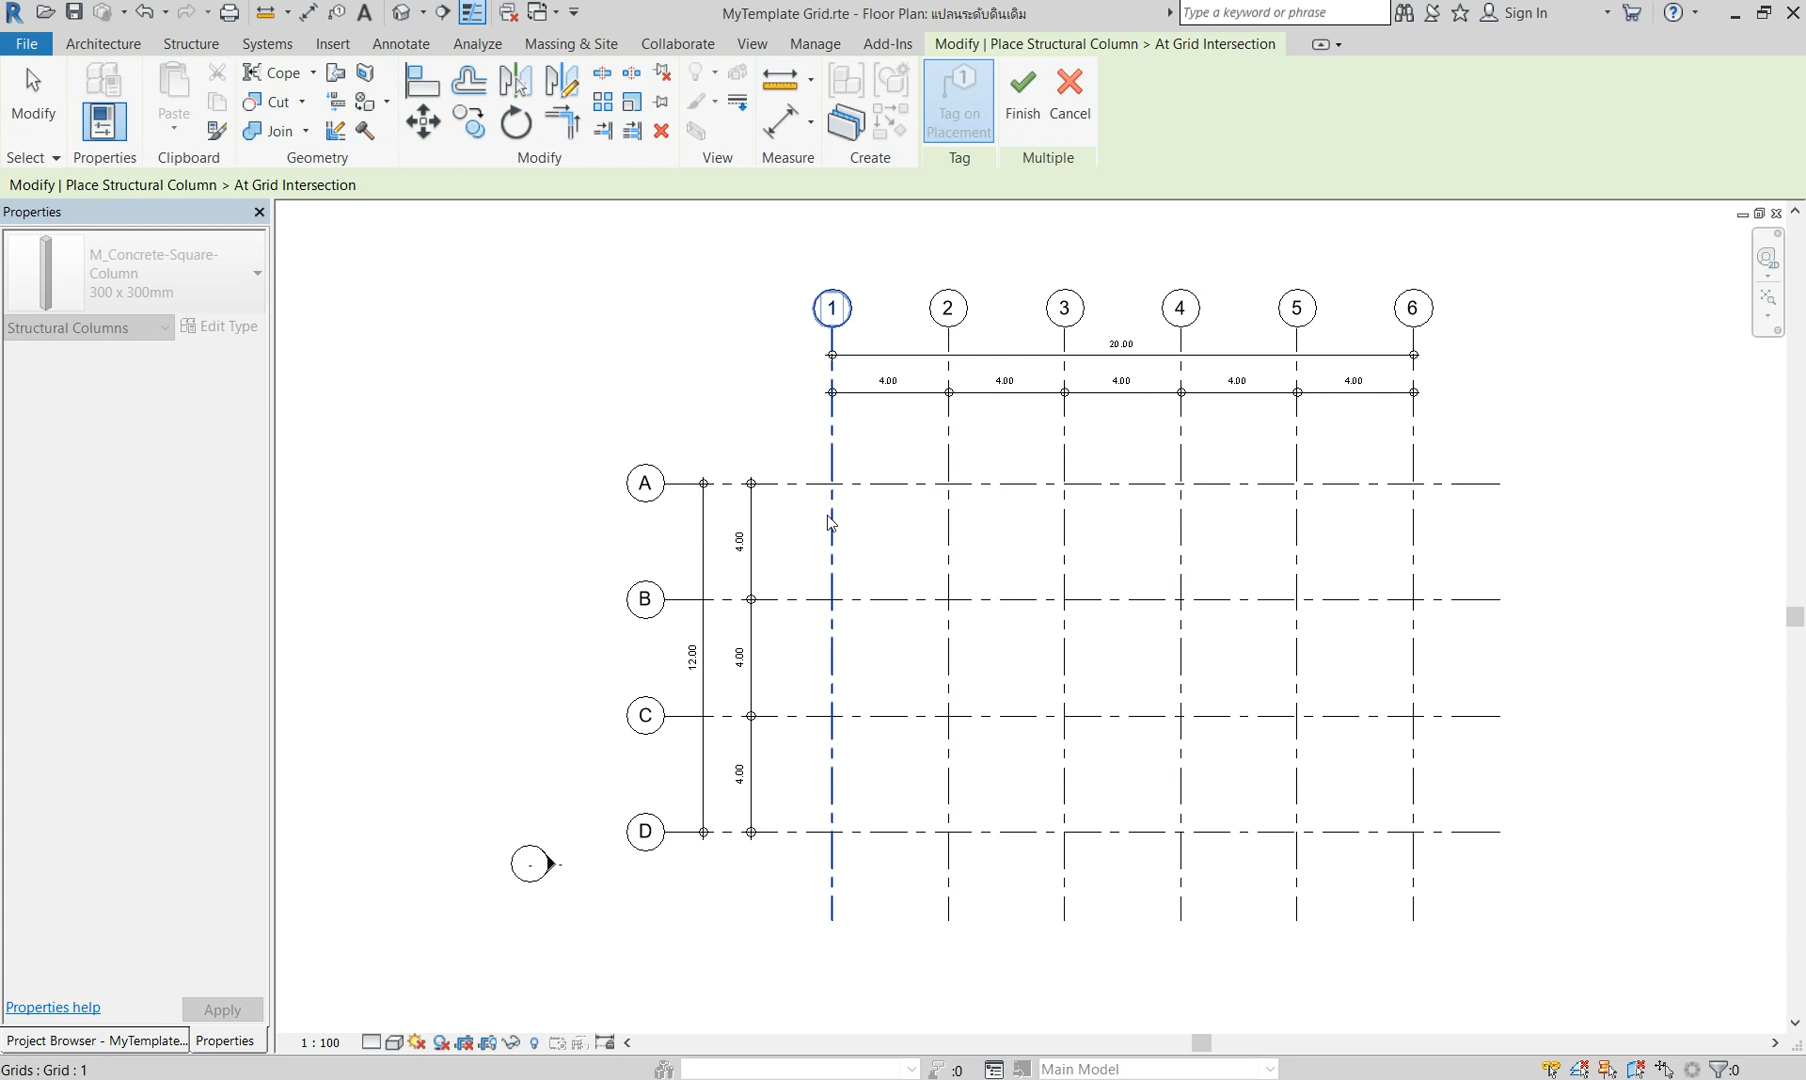 MyTemplate Grid.rte - Floor Plan: แปลนระดับดินเดิม
Type a keyword or phrase
Sign In
File Architecture Structure Systems Insert Annotate Analyze Massing & Site Collaborate View Manage Add-Ins Modify | Place Structural Column > At Grid Intersection
Modify
Paste
Cope
Cut
Join
Tag on
Placement
Finish Cancel
Select Properties Clipboard Geometry Modify View Measure Create Tag Multiple
Modify | Place Structural Column > At Grid Intersection
Properties
M_Concrete-Square-
Column
300 x 300mm
Structural Columns
Edit Type
1 2 3 4 5 6
20.00
4.00 4.00 4.00 4.00 4.00
A
4.00
B
12.00
4.00
C
4.00
D
- -
Properties help
Apply
Project Browser - MyTemplate... Properties
1 : 100
Grids : Grid : 1
:0
Main Model
:0